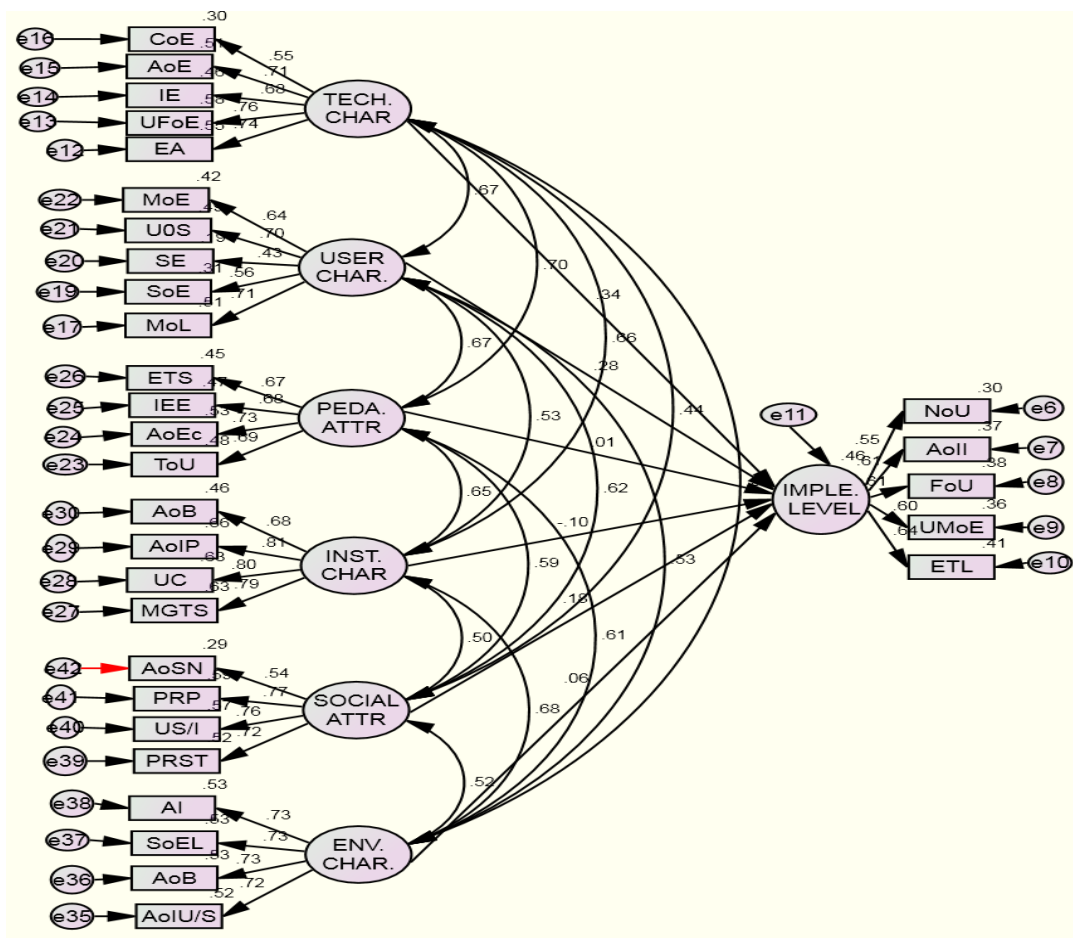 .30
e16
CoE
.55
e15
AoE
.71
e14
IE
.68
e13
UFoE
.76
e12
EA
.74
TECH.
CHAR
.42
e22
MoE
.64
e21
U0S
.70
e20
SE
.43
e19
.31
SoE
.56
e17
.51
MoL
.71
USER
CHAR.
.67
.70
.34
.66
.28
.67
.45
e26
ETS
.67
e25
.47
IEE
.68
e24
.53
AoEc
.73
e23
.48
ToU
.69
PEDA.
ATTR
.53
01
.44
.65
.62
.46
e30
AoB
.68
e29
AoIP
.81
e28
.63
UC
.80
e27
.63
MGTS
.79
INST.
CHAR
-.10
.59
.53
.18
.50
.61
.06
.68
.29
e42
AoSN
.54
e41
PRP
.77
e40
.57
US/I
.76
e39
.52
PRST
.72
SOCIAL
ATTR
.52
.53
e38
AI
.73
e37
.53
SoEL
.73
e36
.53
AoB
.73
e35
.52
AoIU/S
.72
ENV.
CHAR.
e11
.46
IMPLE.
LEVEL
.30
.55
NoU
e6
.37
.61
AoII
e7
.38
.61
FoU
e8
.36
.60
UMoE
e9
.41
.64
ETL
e10